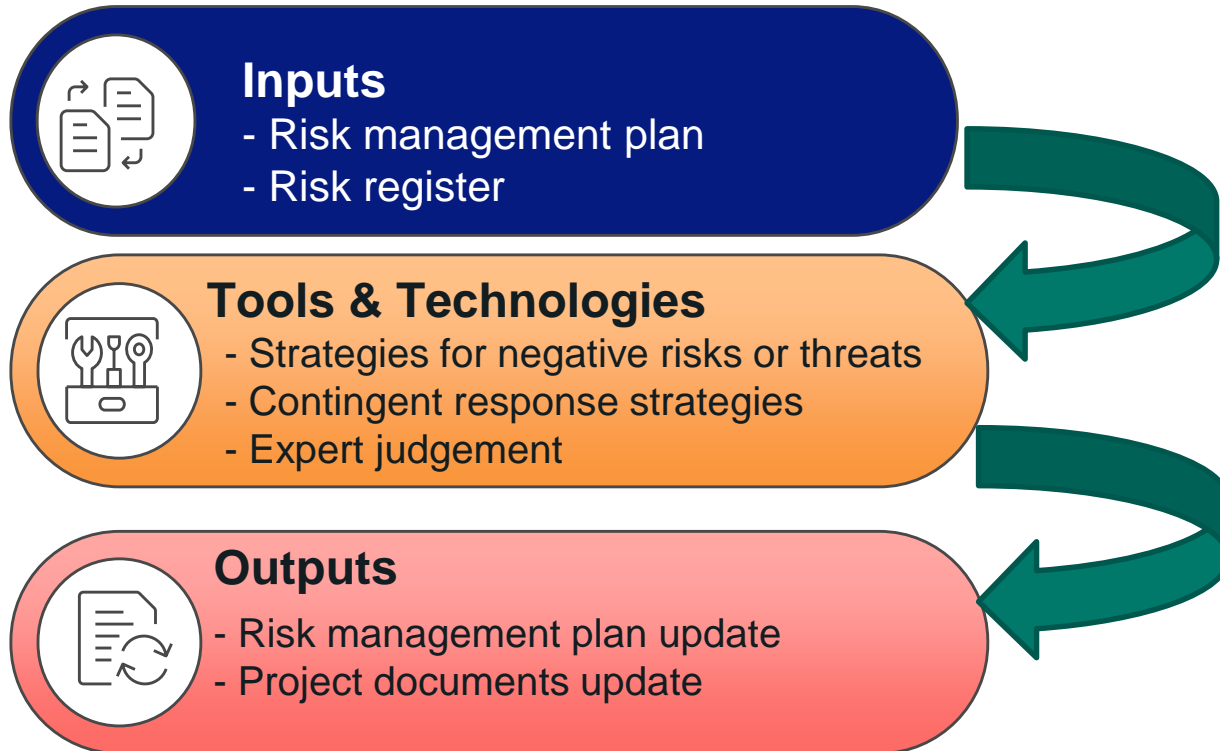 Inputs
- Risk management plan
- Risk register
Tools & Technologies
- Strategies for negative risks or threats
- Contingent response strategies
- Expert judgement
Outputs
- Risk management plan update
- Project documents update